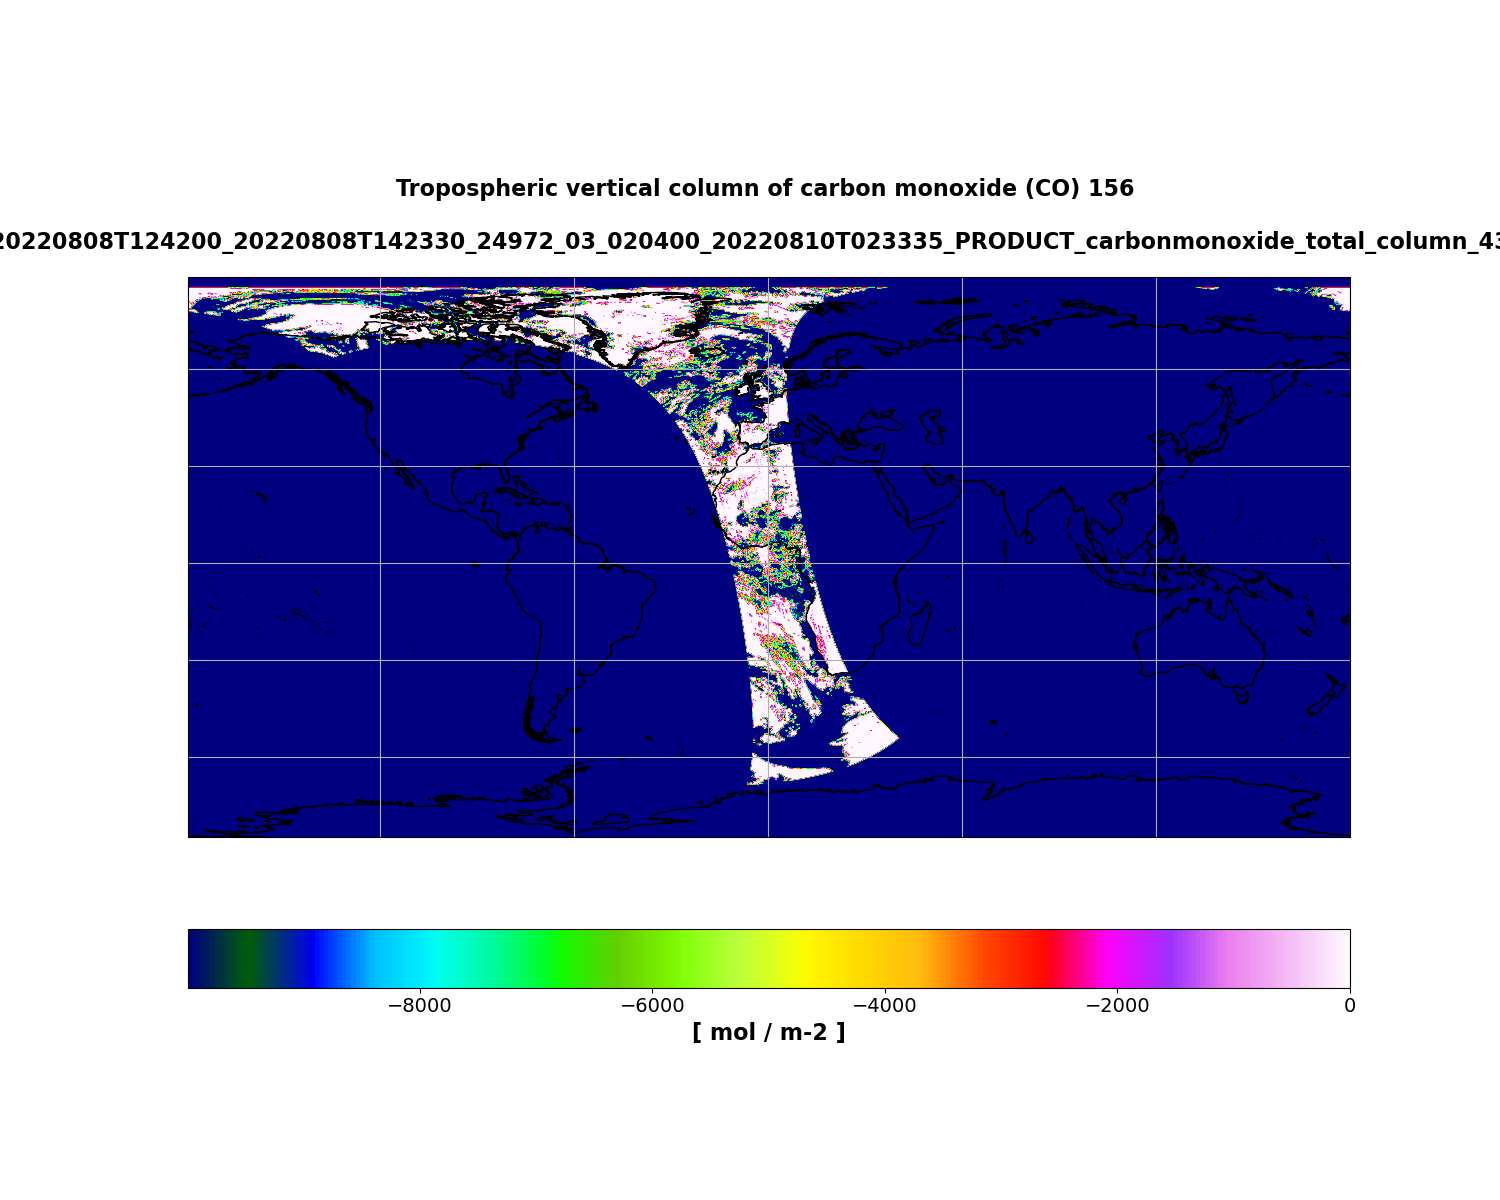 Tropospheric vertical column of carbon monoxide (CO) 156
20220808T124200_20220808T142330_24972_03_020400_20220810T023335_PRODUCT_carbonmonoxide_total_column_43
−8000 −6000 −4000 −2000 0
[ mol / m-2 ]